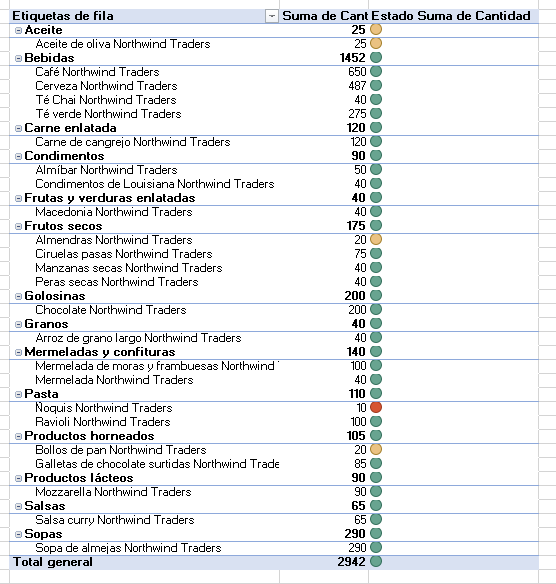 Etiquetas de fila Suma de Cant Estado Suma de Cantidad
Aceite 25
Aceite de oliva Northwind Traders 25
Bebidas 1452
Café Northwind Traders 650
Cerveza Northwind Traders 487
Té Chai Northwind Traders 40
Té verde Northwind Traders 275
Carne enlatada 120
Carne de cangrejo Northwind Traders 120
Condimentos 90
Almíbar Northwind Traders 50
Condimentos de Louisiana Northwind Traders 40
Frutas y verduras enlatadas 40
Macedonia Northwind Traders 40
Frutos secos 175
Almendras Northwind Traders 20
Ciruelas pasas Northwind Traders 75
Manzanas secas Northwind Traders 40
Peras secas Northwind Traders 40
Golosinas 200
Chocolate Northwind Traders 200
Granos 40
Arroz de grano largo Northwind Traders 40
Mermeladas y confituras 140
Mermelada de moras y frambuesas Northwind 100
Mermelada Northwind Traders 40
Pasta 110
Ñoquis Northwind Traders 10
Ravioli Northwind Traders 100
Productos horneados 105
Bollos de pan Northwind Traders 20
Galletas de chocolate surtidas Northwind Trade 85
Productos lácteos 90
Mozzarella Northwind Traders 90
Salsas 65
Salsa curry Northwind Traders 65
Sopas 290
Sopa de almejas Northwind Traders 290
Total general 2942